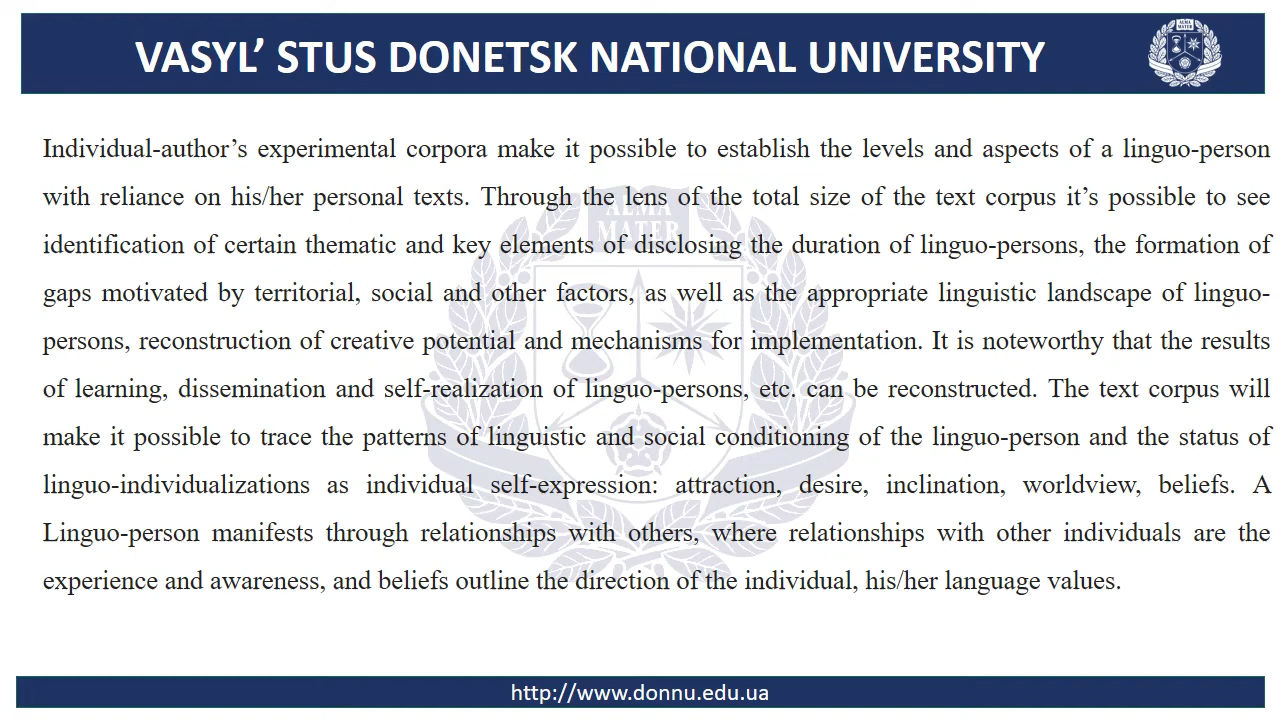 VASYL’ STUS DONETSK NATIONAL UNIVERSITY
ALMA
MATER
Individual-author’s experimental corpora make it possible to establish the levels and aspects of a linguo-person
with reliance on his/her personal texts. Through the lens of the total size of the text corpus it’s possible to see
identification of certain thematic and key elements of disclosing the duration of linguo-persons, the formation of
gaps motivated by territorial, social and other factors, as well as the appropriate linguistic landscape of linguo-
persons, reconstruction of creative potential and mechanisms for implementation. It is noteworthy that the results
of learning, dissemination and self-realization of linguo-persons, etc. can be reconstructed. The text corpus will
make it possible to trace the patterns of linguistic and social conditioning of the linguo-person and the status of
linguo-individualizations as individual self-expression: attraction, desire, inclination, worldview, beliefs. A
Linguo-person manifests through relationships with others, where relationships with other individuals are the
experience and awareness, and beliefs outline the direction of the individual, his/her language values.
ALMA
MATER
http://www.donnu.edu.ua